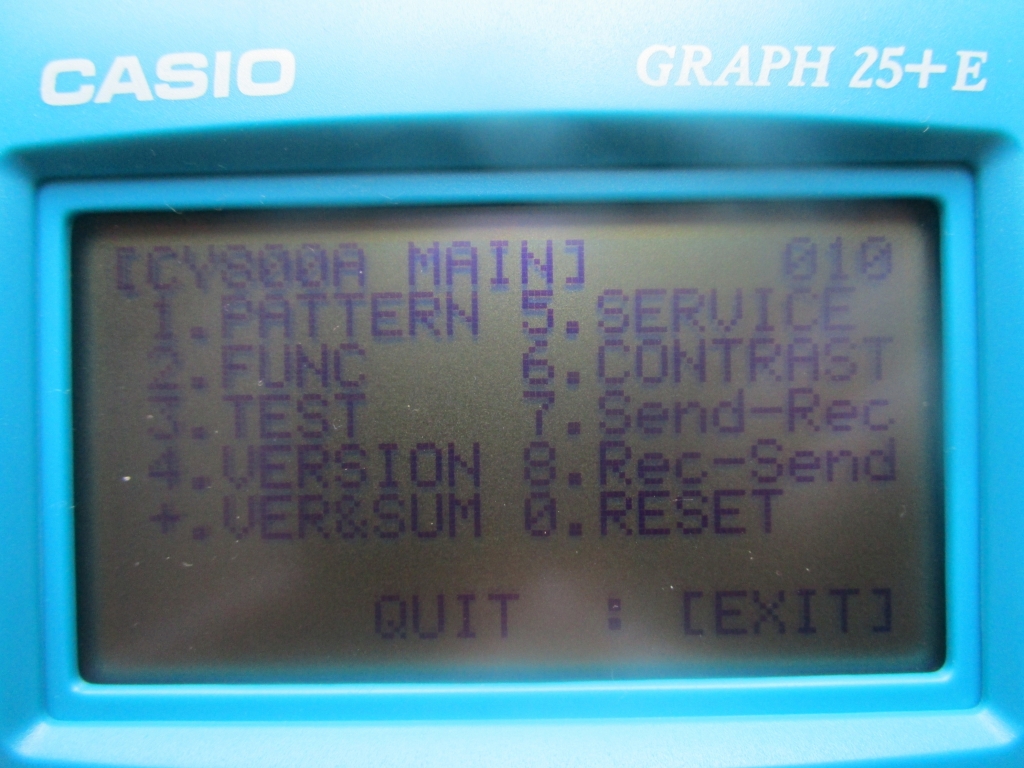 CASIO GRAPH 25+E
[CY800A MAIN] 010
1.PATTERN 5.SERVICE
2.FUNC 6.CONTRAST
3.TEST 7.Send-Rec
4.VERSION 8.Rec-Send
+.VER&SUM 0.RESET
QUIT : [EXIT]